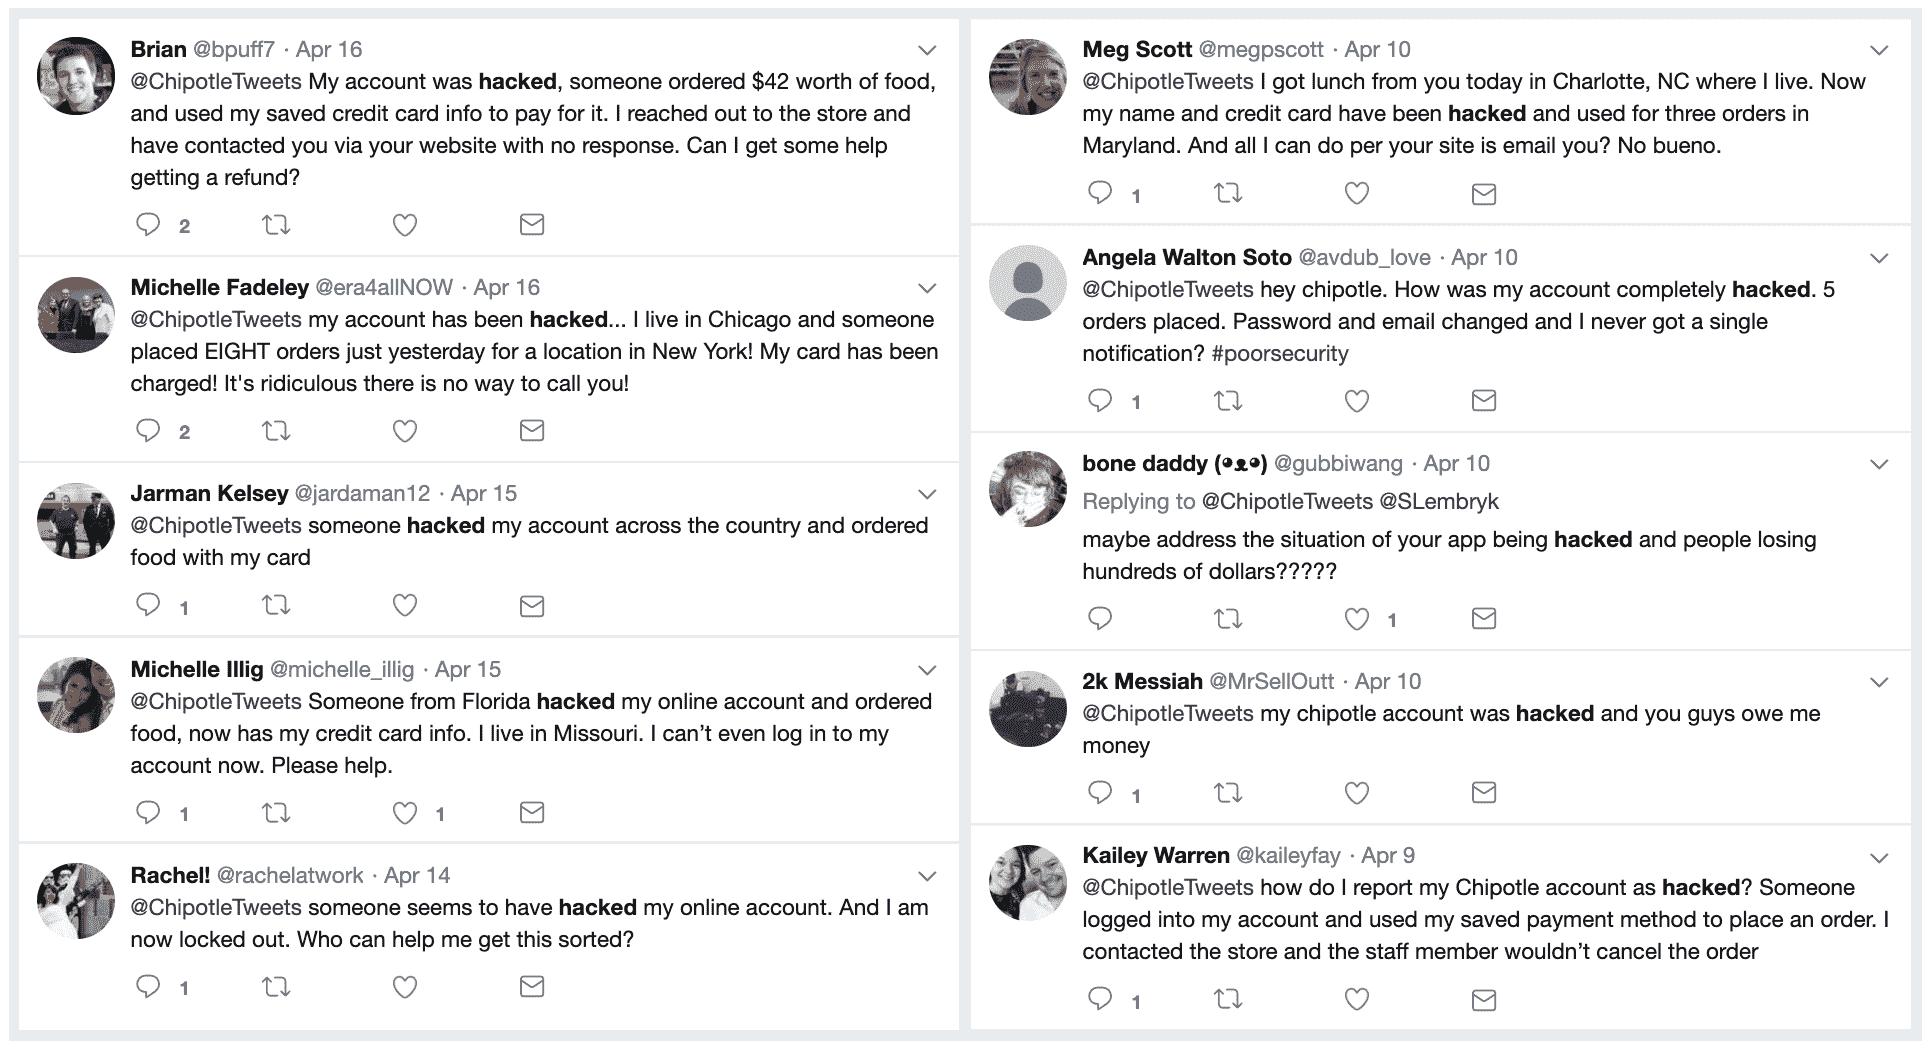 Brian @bpuff7 · Apr 16
@ChipotleTweets My account was hacked, someone ordered $42 worth of food,
and used my saved credit card info to pay for it. I reached out to the store and
have contacted you via your website with no response. Can I get some help
getting a refund?
2
Michelle Fadeley @era4allNOW · Apr 16
@ChipotleTweets my account has been hacked... I live in Chicago and someone
placed EIGHT orders just yesterday for a location in New York! My card has been
charged! It's ridiculous there is no way to call you!
2
Jarman Kelsey @jardaman12 · Apr 15
@ChipotleTweets someone hacked my account across the country and ordered
food with my card
1
Michelle Illig @michelle_illig · Apr 15
@ChipotleTweets Someone from Florida hacked my online account and ordered
food, now has my credit card info. I live in Missouri. I can’t even log in to my
account now. Please help.
1 1
Rachel! @rachelatwork · Apr 14
@ChipotleTweets someone seems to have hacked my online account. And I am
now locked out. Who can help me get this sorted?
1
Meg Scott @megpscott · Apr 10
@ChipotleTweets I got lunch from you today in Charlotte, NC where I live. Now
my name and credit card have been hacked and used for three orders in
Maryland. And all I can do per your site is email you? No bueno.
1
Angela Walton Soto @avdub_love · Apr 10
@ChipotleTweets hey chipotle. How was my account completely hacked. 5
orders placed. Password and email changed and I never got a single
notification? #poorsecurity
1
bone daddy (◕ᴥ◕) @gubbiwang · Apr 10
Replying to @ChipotleTweets @SLembryk
maybe address the situation of your app being hacked and people losing
hundreds of dollars?????
1
2k Messiah @MrSellOutt · Apr 10
@ChipotleTweets my chipotle account was hacked and you guys owe me
money
1
Kailey Warren @kaileyfay · Apr 9
@ChipotleTweets how do I report my Chipotle account as hacked? Someone
logged into my account and used my saved payment method to place an order. I
contacted the store and the staff member wouldn’t cancel the order
1